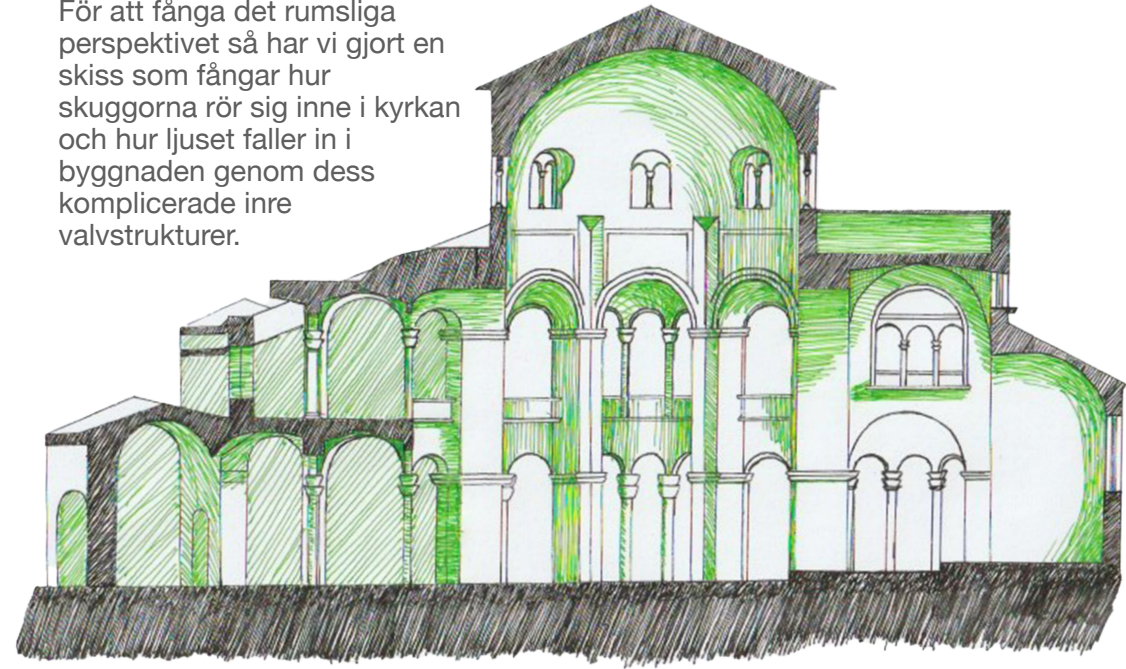 För att fånga det rumsliga
perspektivet så har vi gjort en
skiss som fångar hur
skuggorna rör sig inne i kyrkan
och hur ljuset faller in i
byggnaden genom dess
komplicerade inre
valvstrukturer.